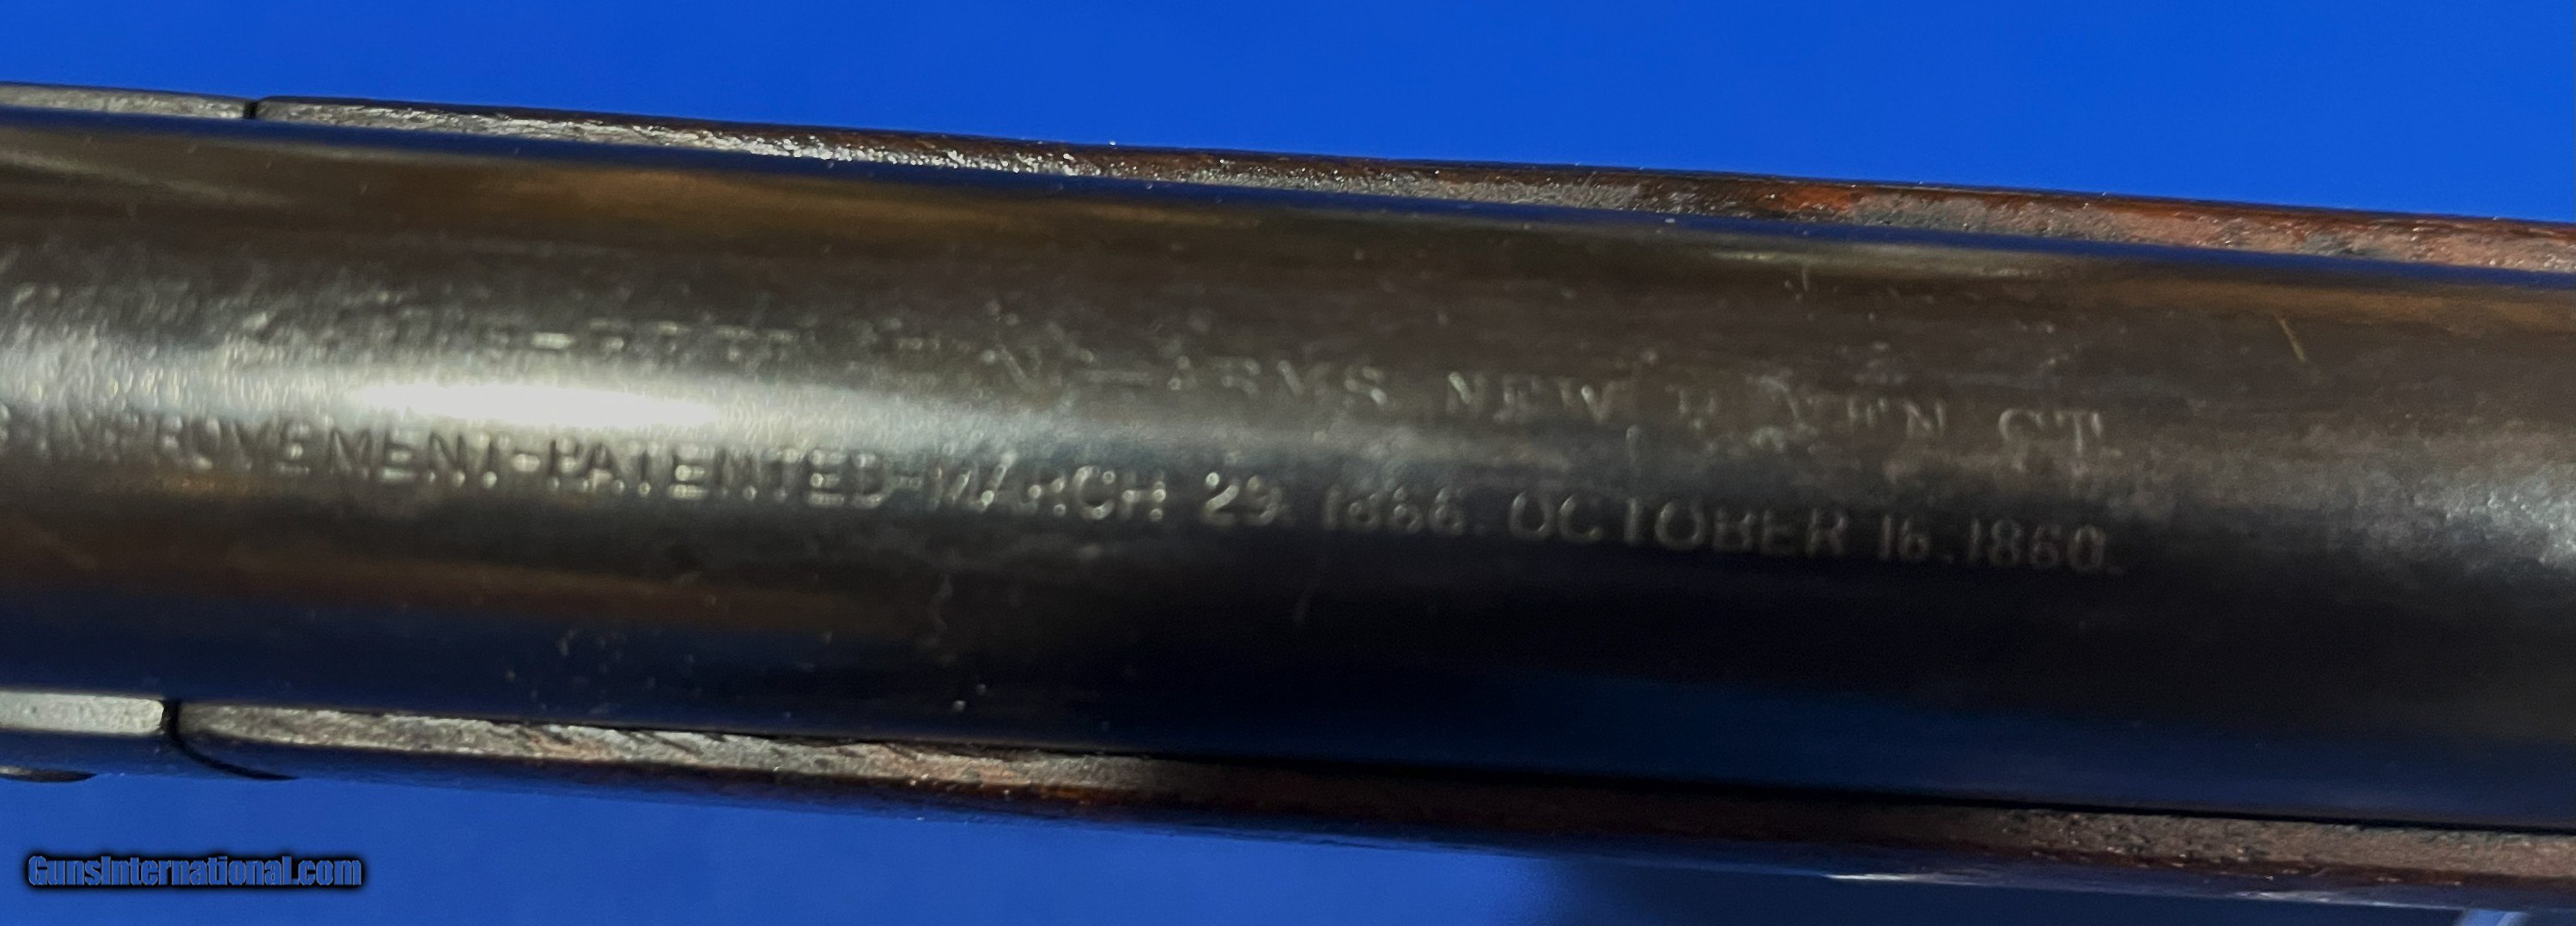 ARMS NEW HAVEN CT.
IMPROVEMENT-PATENTED-MARCH 29. 1866. OCTOBER 16. 1860.
GunsInternational.com